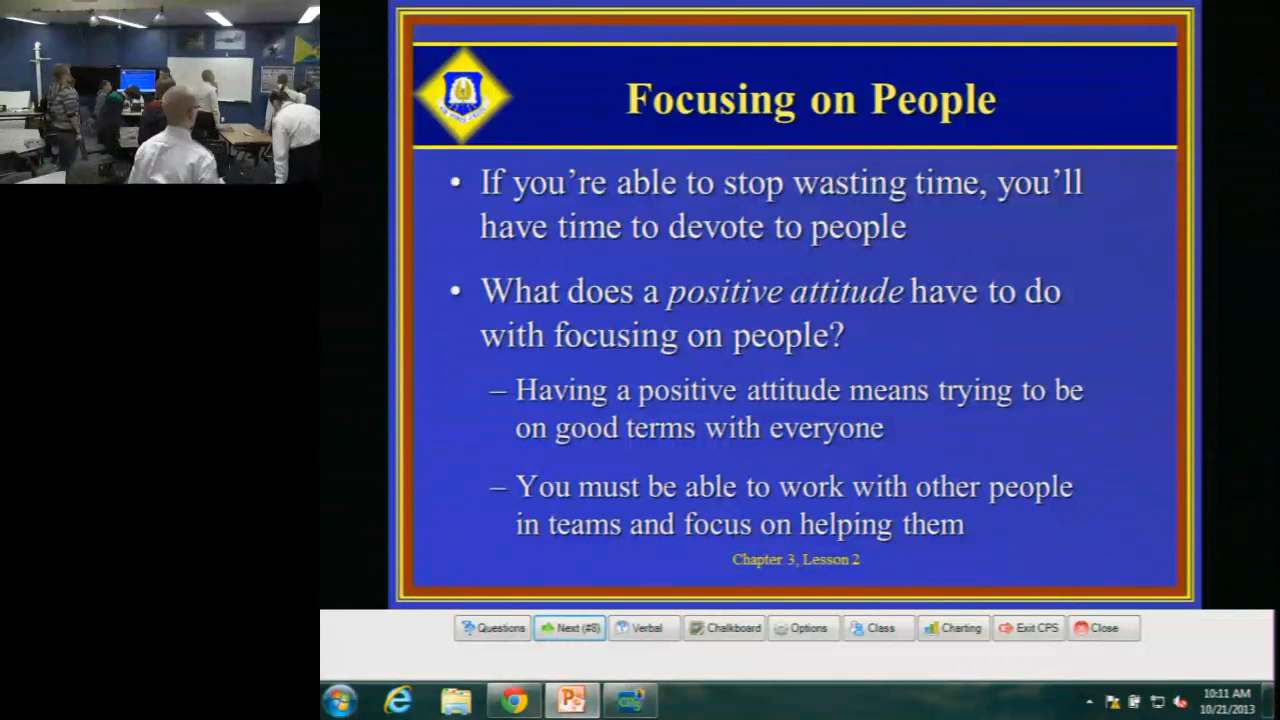 Focusing on People
• If you're able to stop wasting time, you'll
have time to devote to people
• What does a positive attitude have to do
with focusing on people?
– Having a positive attitude means trying to be
on good terms with everyone
– You must be able to work with other people
in teams and focus on helping them
Chapter 3, Lesson 2
Questions Next (#8) Verbal Chalkboard Options Class Charting Exit CPS Close
10:11 AM
10/21/2013